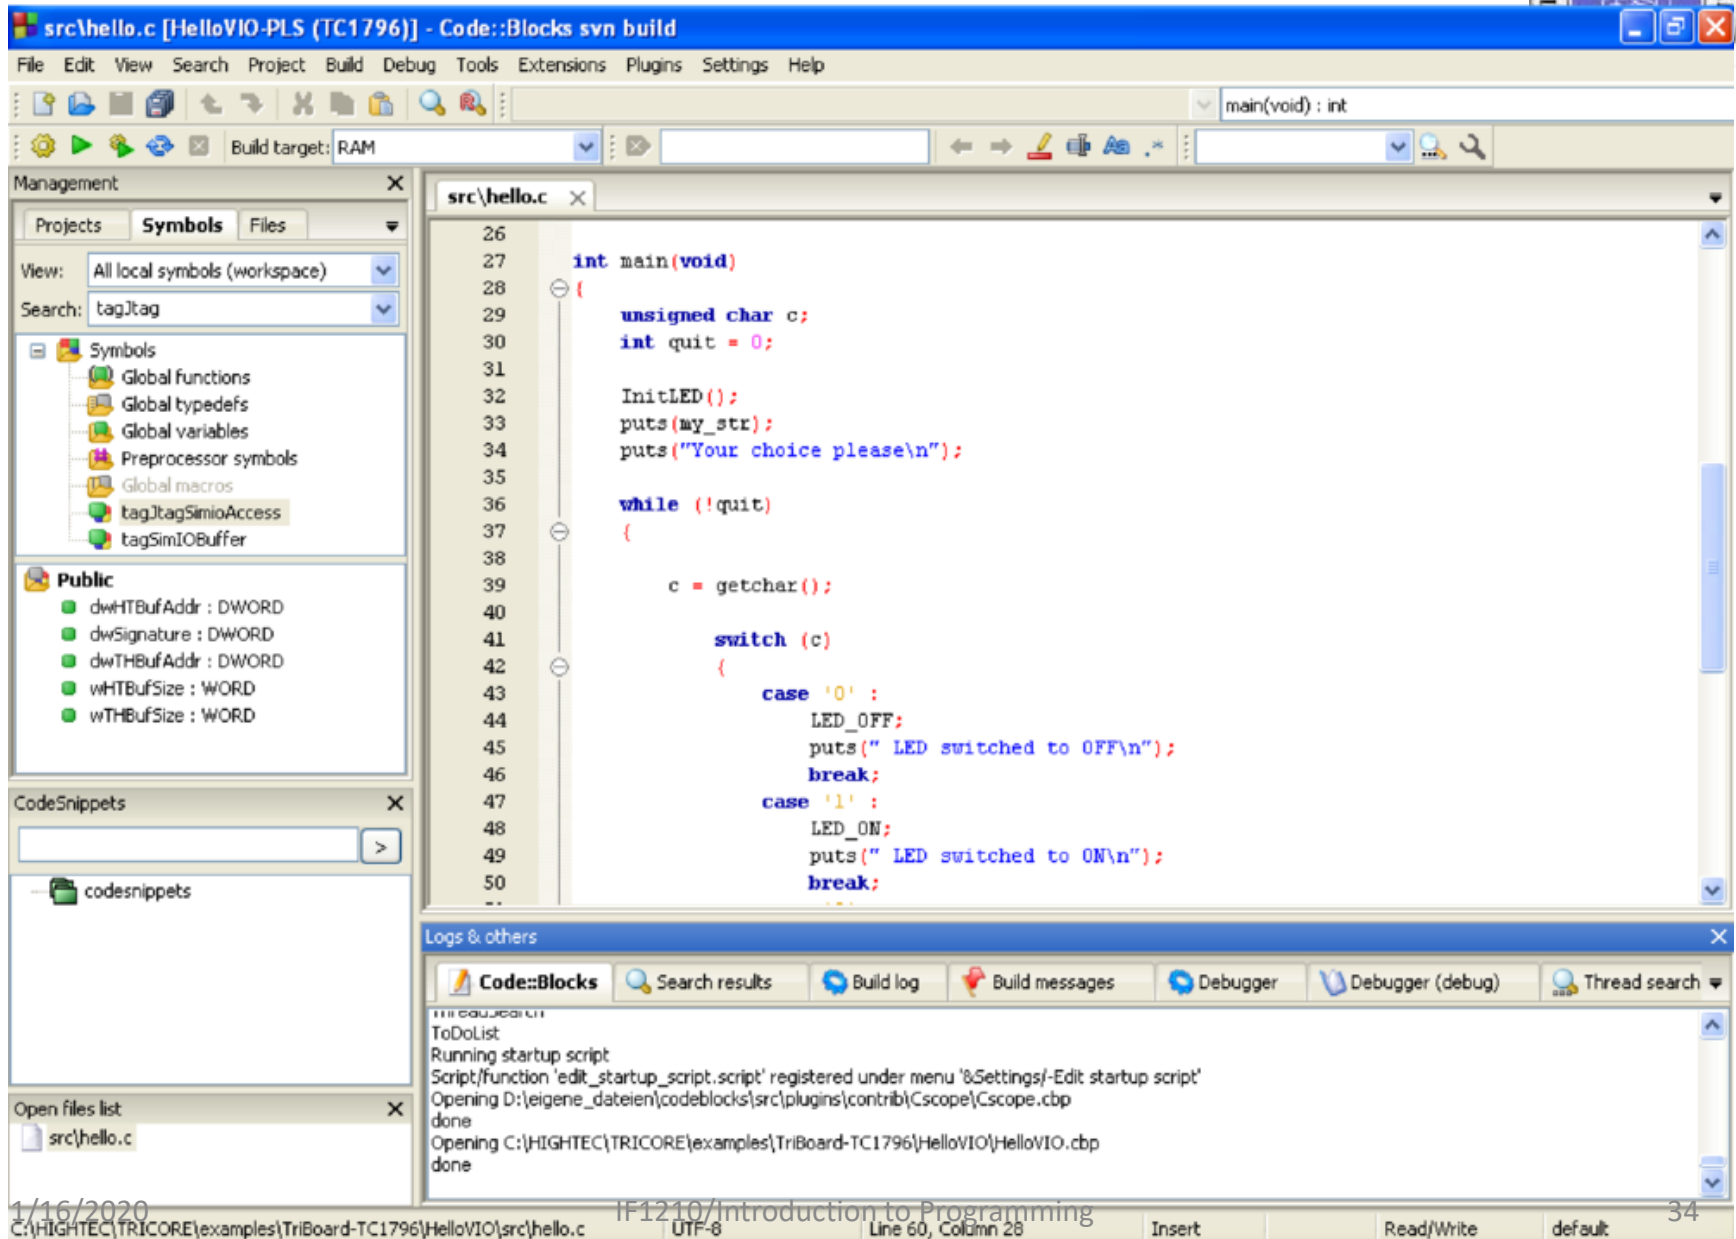 src\hello.c [HelloVIO-PLS (TC1796)] - Code::Blocks svn build
File Edit View Search Project Build Debug Tools Extensions Plugins Settings Help
main(void) : int
Build target: RAM
Management
Projects Symbols Files
View: All local symbols (workspace)
Search: tagJtag
Symbols
Global functions
Global typedefs
Global variables
Preprocessor symbols
Global macros
tagJtagSimioAccess
tagSimIOBuffer
Public
dwHTBufAddr : DWORD
dwSignature : DWORD
dwTHBufAddr : DWORD
wHTBufSize : WORD
wTHBufSize : WORD
CodeSnippets
>
codesnippets
Open files list
src\hello.c
src\hello.c
26
27 int main(void)
28 {
29 unsigned char c;
30 int quit = 0;
31
32 InitLED();
33 puts(my_str);
34 puts("Your choice please\n");
35
36 while (!quit)
37 {
38
39 c = getchar();
40
41 switch (c)
42 {
43 case '0' :
44 LED_OFF;
45 puts(" LED switched to OFF\n");
46 break;
47 case '1' :
48 LED_ON;
49 puts(" LED switched to ON\n");
50 break;
Logs & others
Code::Blocks Search results Build log Build messages Debugger Debugger (debug) Thread search
ThreadSearch
ToDoList
Running startup script
Script/function 'edit_startup_script.script' registered under menu '&Settings/-Edit startup script'
Opening D:\eigene_dateien\codeblocks\src\plugins\contrib\Cscope\Cscope.cbp
done
Opening C:\HIGHTEC\TRICORE\examples\TriBoard-TC1796\HelloVIO\HelloVIO.cbp
done
1/16/2020 IF1210/Introduction to Programming 34
C:\HIGHTEC\TRICORE\examples\TriBoard-TC1796\HelloVIO\src\hello.c UTF-8 Line 60, Column 28 Insert Read/Write default